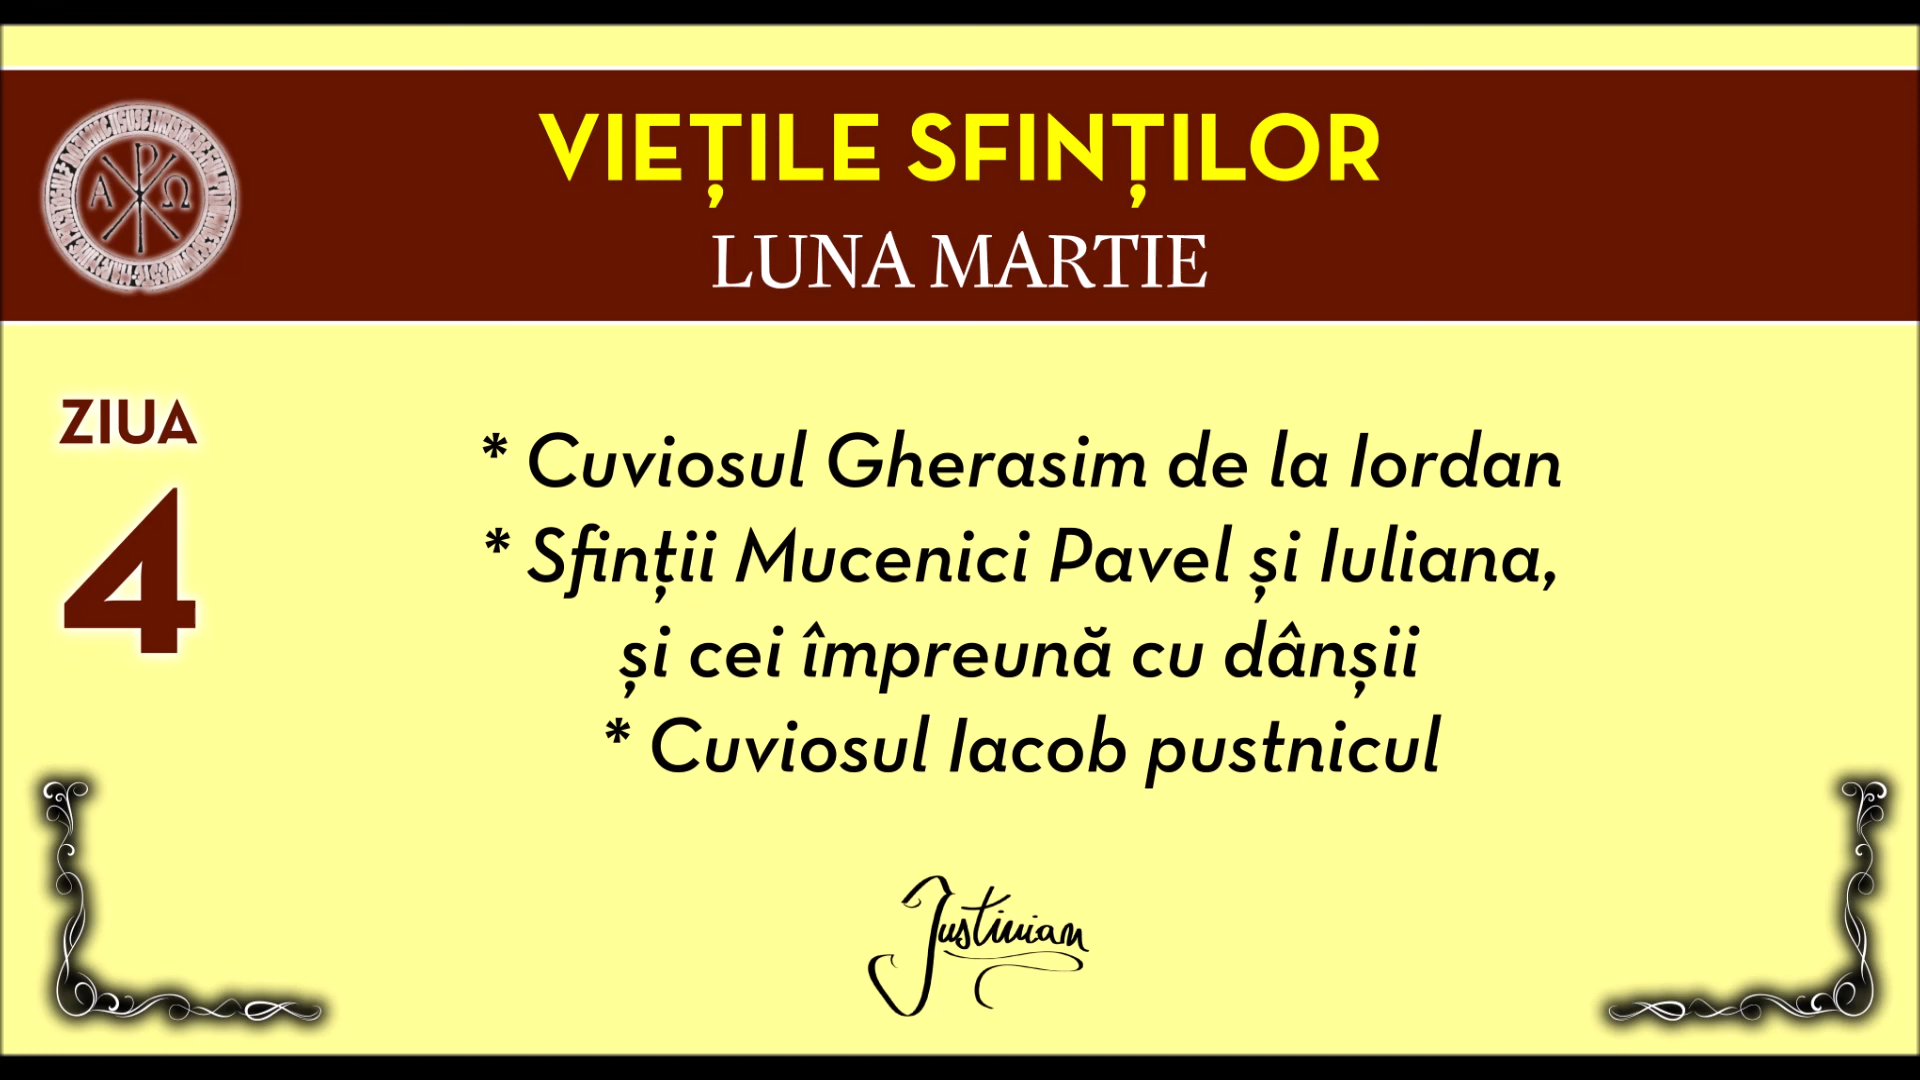 VIEȚILE SFINȚILOR
LUNA MARTIE
ZIUA
4
* Cuviosul Gherasim de la Iordan
* Sfinții Mucenici Pavel și Iuliana,
și cei împreună cu dânșii
* Cuviosul Iacob pustnicul
Justinian
Α Ρ Ω